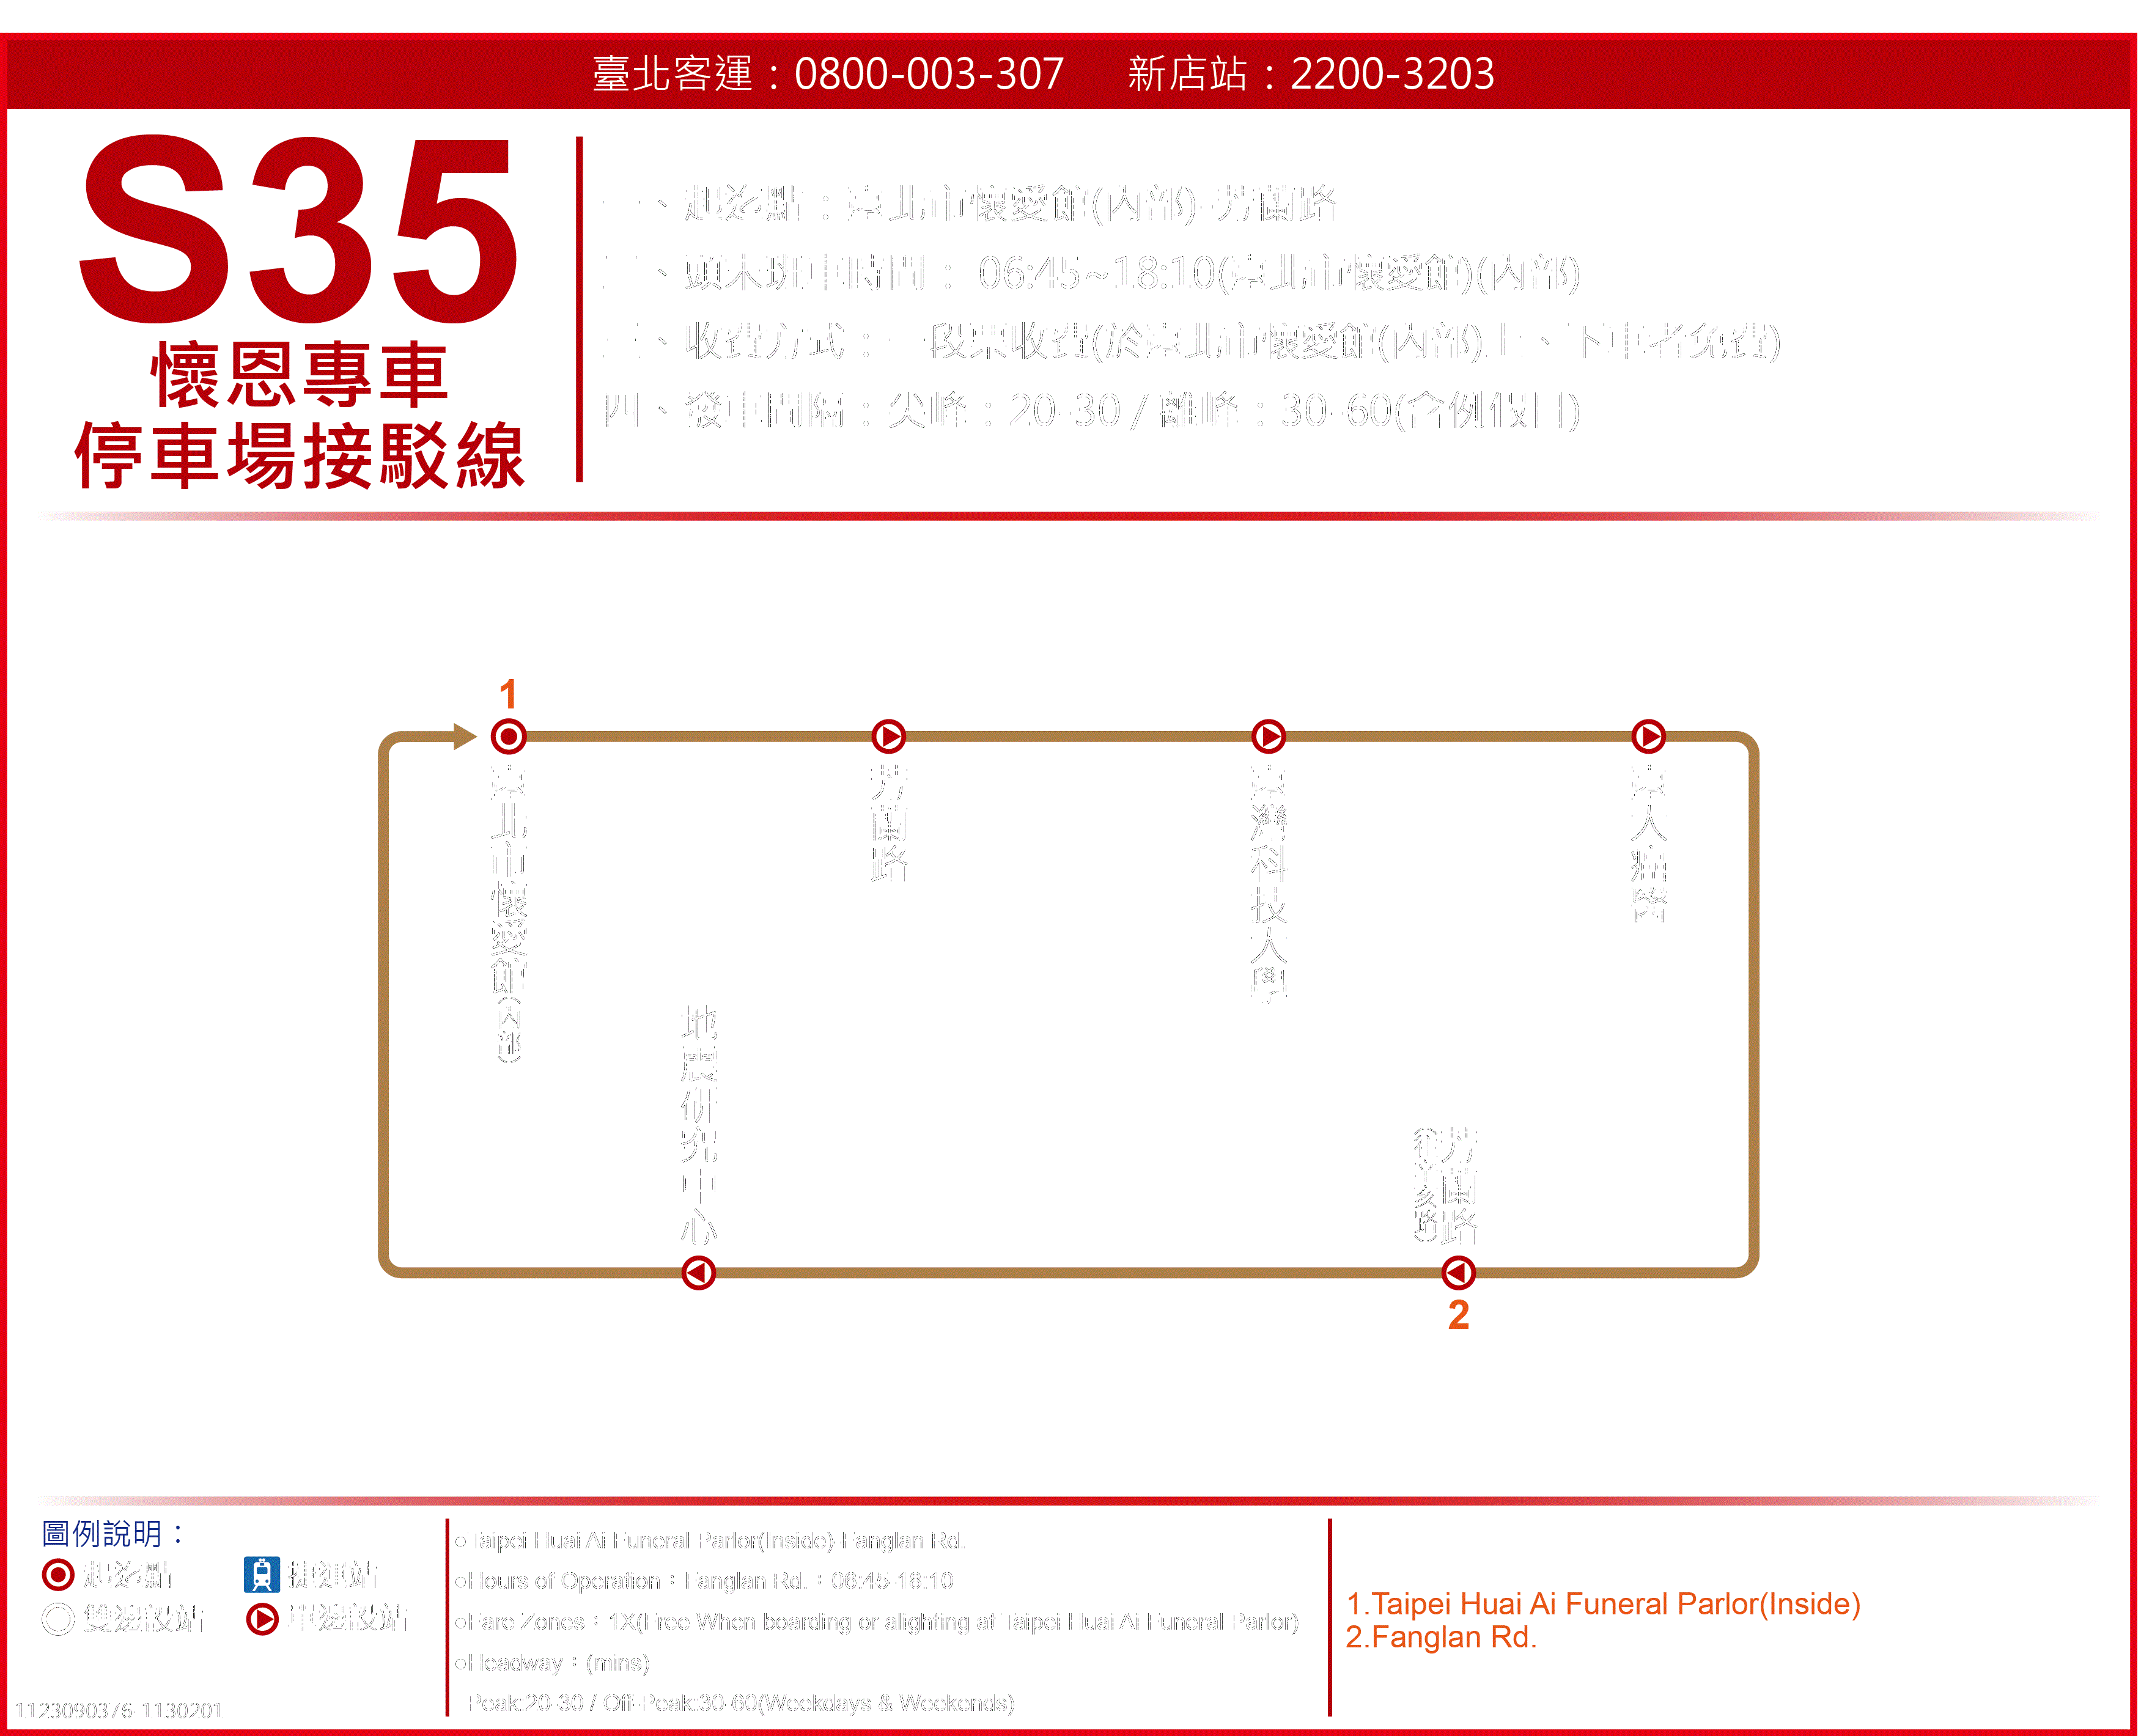 臺北客運：0800-003-307 新店站：2200-3203
S35
懷恩專車
停車場接駁線
一、起迄點：臺北市懷愛館(內部)-芳蘭路
二、頭末班車時間： 06:45~18:10(臺北市懷愛館)(內部)
三、收費方式：一段票收費(於臺北市懷愛館(內部)上、下車者免費)
四、發車間隔：尖峰：20-30 / 離峰：30-60(含例假日)
1
臺北市懷愛館(內部)
芳蘭路
臺灣科技大學
臺大癌醫
地震研究中心
芳蘭路
(往辛亥路)
2
圖例說明：
起迄點
捷運站
雙邊設站
單邊設站
1123090376-1130201
●Taipei Huai Ai Funeral Parlor(Inside)-Fanglan Rd.
●Hours of Operation：Fanglan Rd.：06:45-18:10
●Fare Zones：1X(Free When boarding or alighting at Taipei Huai Ai Funeral Parlor)
●Headway：(mins)
Peak:20-30 / Off-Peak:30-60(Weekdays & Weekends)
1.Taipei Huai Ai Funeral Parlor(Inside)
2.Fanglan Rd.